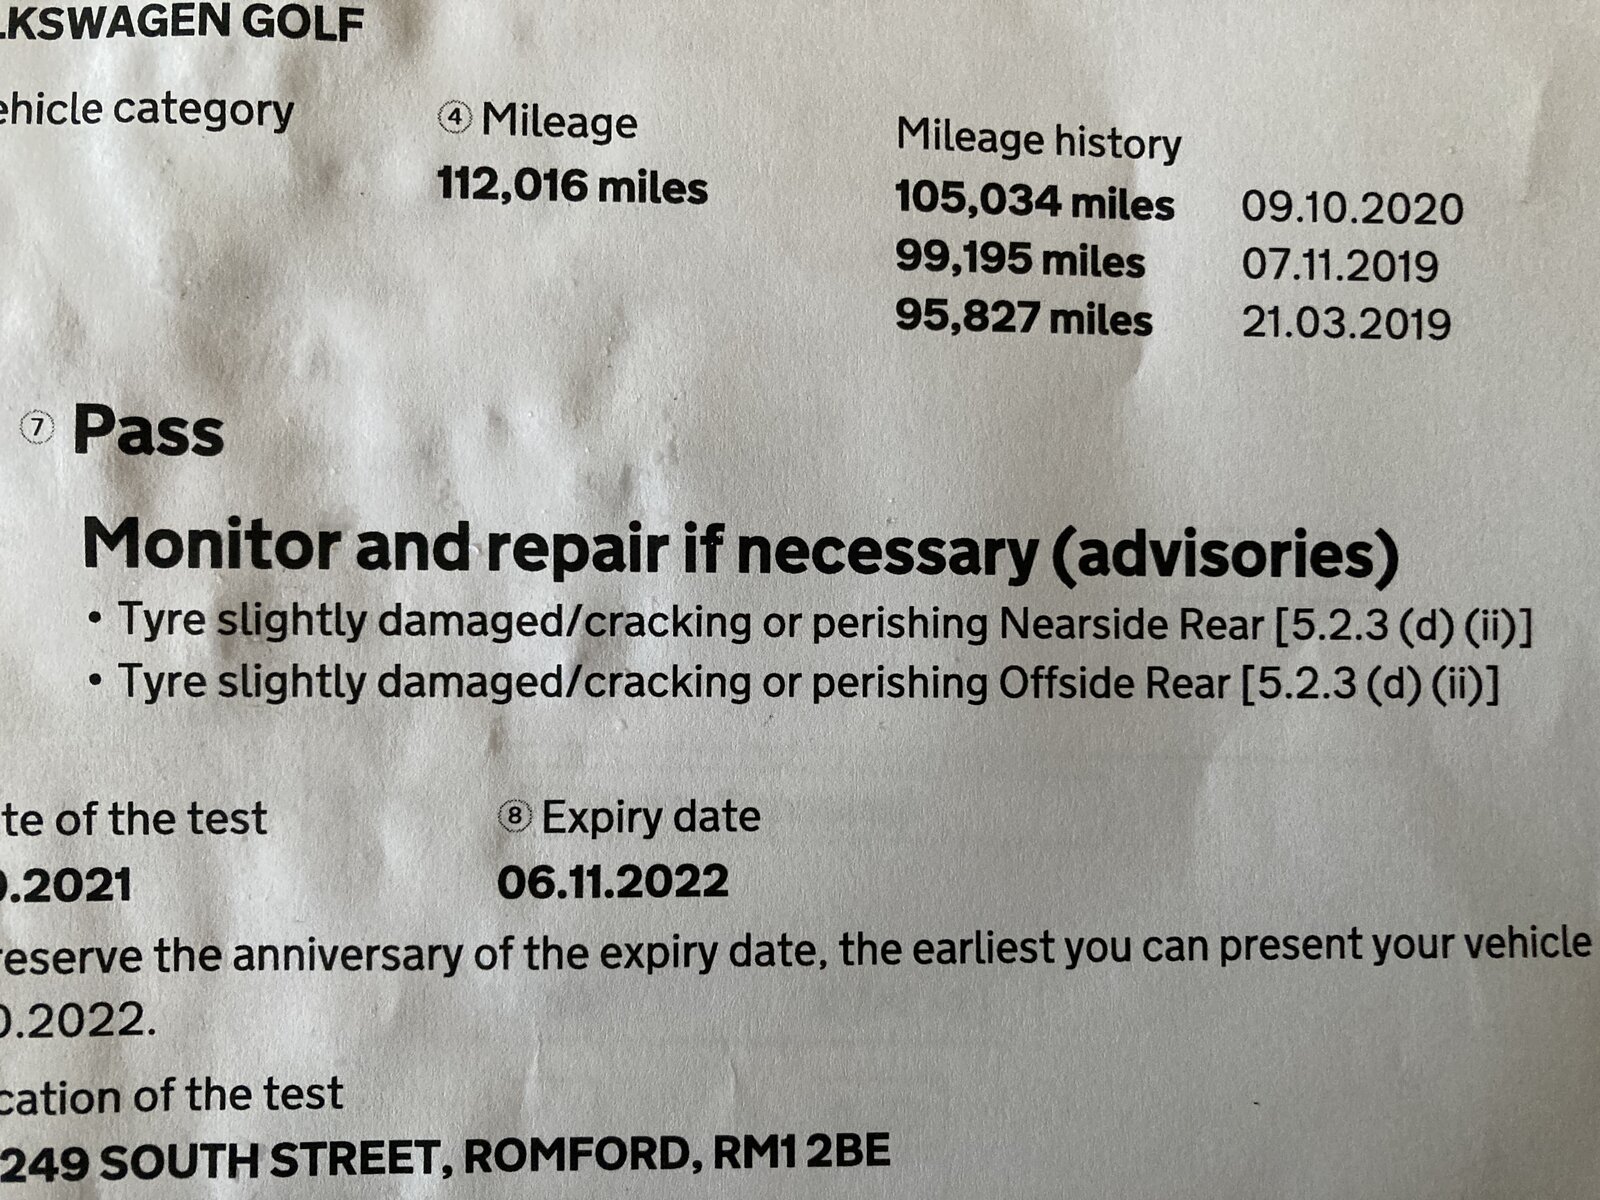 LKSWAGEN GOLF
ehicle category
④ Mileage
112,016 miles
Mileage history
105,034 miles 09.10.2020
99,195 miles 07.11.2019
95,827 miles 21.03.2019
⑦ Pass
Monitor and repair if necessary (advisories)
• Tyre slightly damaged/cracking or perishing Nearside Rear [5.2.3 (d) (ii)]
• Tyre slightly damaged/cracking or perishing Offside Rear [5.2.3 (d) (ii)]
te of the test
0.2021
⑧ Expiry date
06.11.2022
reserve the anniversary of the expiry date, the earliest you can present your vehicle
0.2022.
cation of the test
249 SOUTH STREET, ROMFORD, RM1 2BE